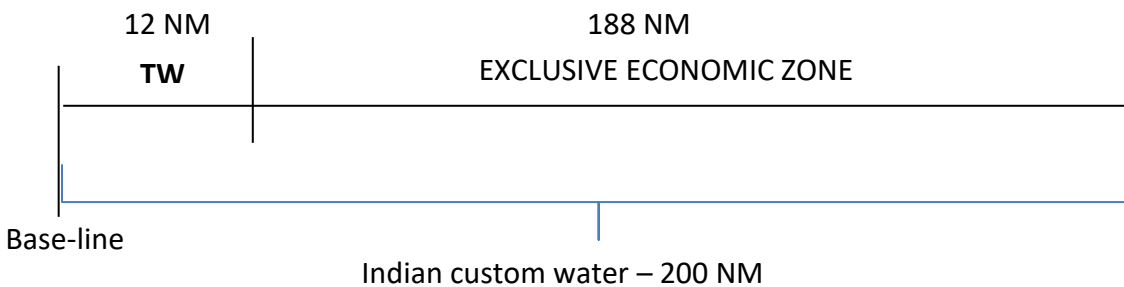 12 NM 188 NM
TW EXCLUSIVE ECONOMIC ZONE
Base-line
Indian custom water – 200 NM